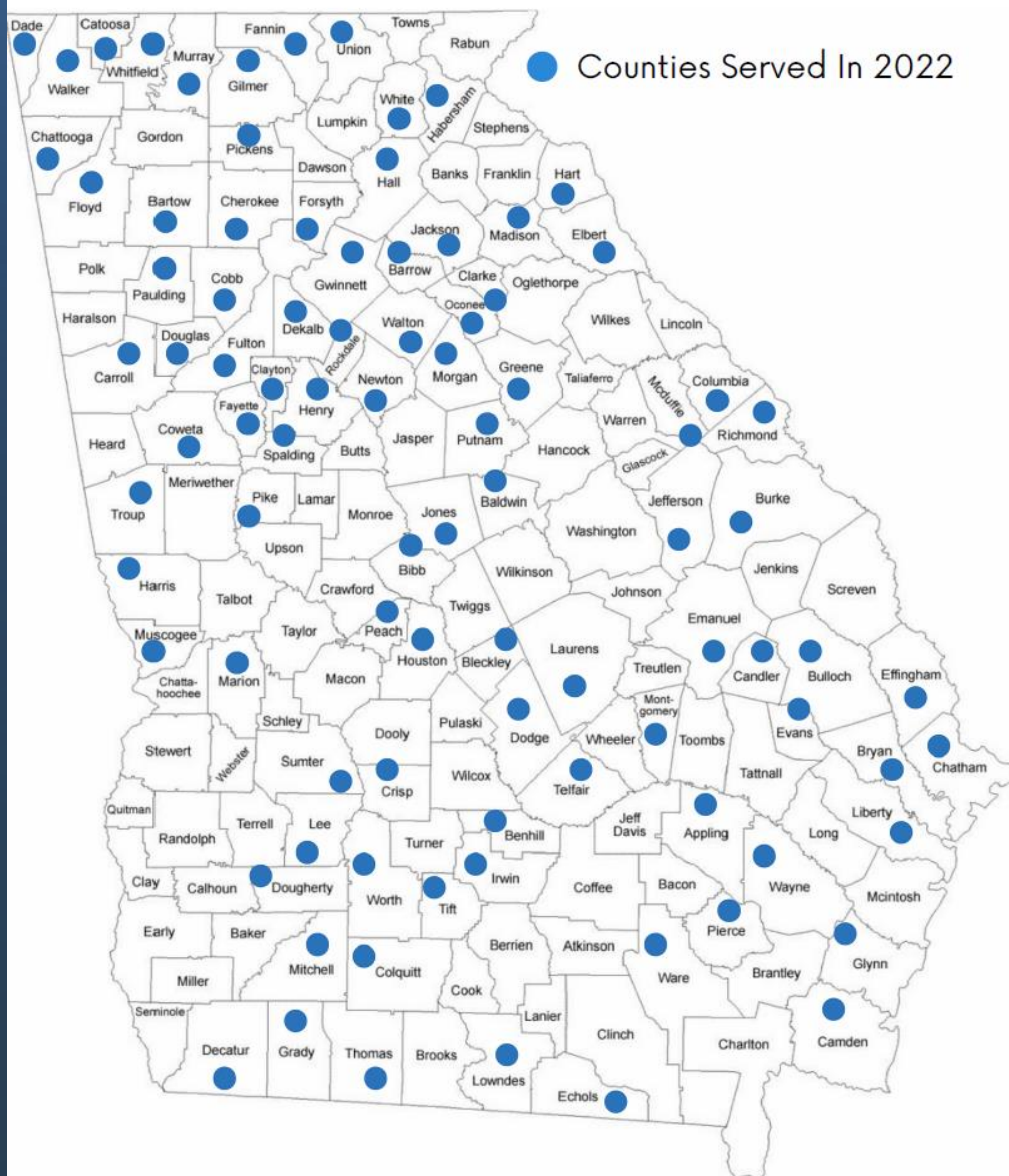 Dade
Catoosa
Fannin
Towns
Union
Rabun
Counties Served In 2022
Walker
Whitfield
Murray
Gilmer
White
Habersham
Lumpkin
Stephens
Chattooga
Gordon
Pickens
Dawson
Hall
Banks
Franklin
Hart
Floyd
Bartow
Cherokee
Forsyth
Jackson
Madison
Elbert
Polk
Paulding
Cobb
Gwinnett
Barrow
Clarke
Oglethorpe
Oconee
Haralson
Douglas
Fulton
Dekalb
Rockdale
Walton
Wilkes
Lincoln
Carroll
Clayton
Henry
Newton
Morgan
Greene
Taliaferro
Mcduffie
Columbia
Heard
Coweta
Fayette
Spalding
Butts
Jasper
Putnam
Hancock
Warren
Richmond
Glascock
Troup
Meriwether
Pike
Lamar
Monroe
Jones
Baldwin
Washington
Jefferson
Burke
Upson
Bibb
Harris
Talbot
Crawford
Twiggs
Wilkinson
Johnson
Jenkins
Screven
Emanuel
Muscogee
Taylor
Peach
Houston
Bleckley
Laurens
Treutlen
Candler
Bulloch
Effingham
Chatta-
hoochee
Marion
Macon
Mont-
gomery
Schley
Pulaski
Dodge
Wheeler
Toombs
Evans
Bryan
Chatham
Stewert
Webster
Sumter
Dooly
Crisp
Wilcox
Telfair
Tattnall
Liberty
Quitman
Randolph
Terrell
Lee
Turner
Benhill
Jeff
Davis
Appling
Long
Clay
Calhoun
Dougherty
Worth
Tift
Irwin
Coffee
Bacon
Wayne
Mcintosh
Early
Baker
Mitchell
Colquitt
Berrien
Atkinson
Ware
Pierce
Brantley
Glynn
Miller
Cook
Seminole
Decatur
Grady
Thomas
Brooks
Lanier
Lowndes
Clinch
Echols
Charlton
Camden